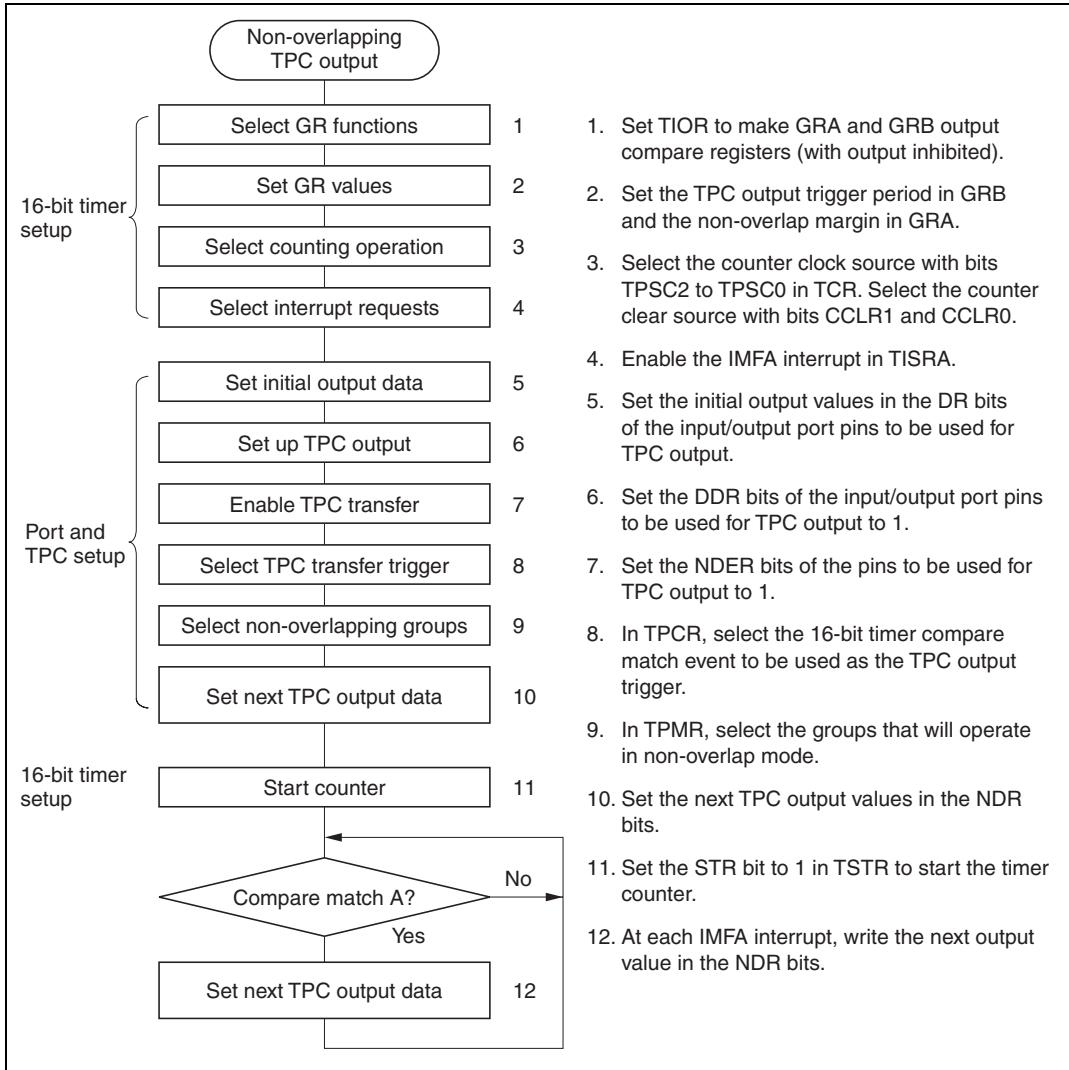 Non-overlapping
TPC output
16-bit timer
setup
Select GR functions 1
Set GR values 2
Select counting operation 3
Select interrupt requests 4
Port and
TPC setup
Set initial output data 5
Set up TPC output 6
Enable TPC transfer 7
Select TPC transfer trigger 8
Select non-overlapping groups 9
Set next TPC output data 10
16-bit timer
setup
Start counter 11
Compare match A?
No
Yes
Set next TPC output data 12
1. Set TIOR to make GRA and GRB output
compare registers (with output inhibited).
2. Set the TPC output trigger period in GRB
and the non-overlap margin in GRA.
3. Select the counter clock source with bits
TPSC2 to TPSC0 in TCR. Select the counter
clear source with bits CCLR1 and CCLR0.
4. Enable the IMFA interrupt in TISRA.
5. Set the initial output values in the DR bits
of the input/output port pins to be used for
TPC output.
6. Set the DDR bits of the input/output port pins
to be used for TPC output to 1.
7. Set the NDER bits of the pins to be used for
TPC output to 1.
8. In TPCR, select the 16-bit timer compare
match event to be used as the TPC output
trigger.
9. In TPMR, select the groups that will operate
in non-overlap mode.
10. Set the next TPC output values in the NDR
bits.
11. Set the STR bit to 1 in TSTR to start the timer
counter.
12. At each IMFA interrupt, write the next output
value in the NDR bits.